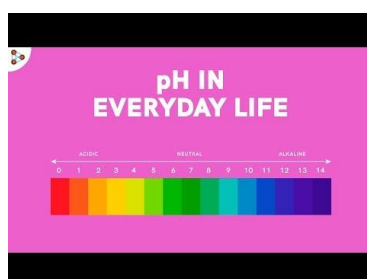 pH IN
EVERYDAY LIFE
ACIDIC NEUTRAL ALKALINE
0 1 2 3 4 5 6 7 8 9 10 11 12 13 14